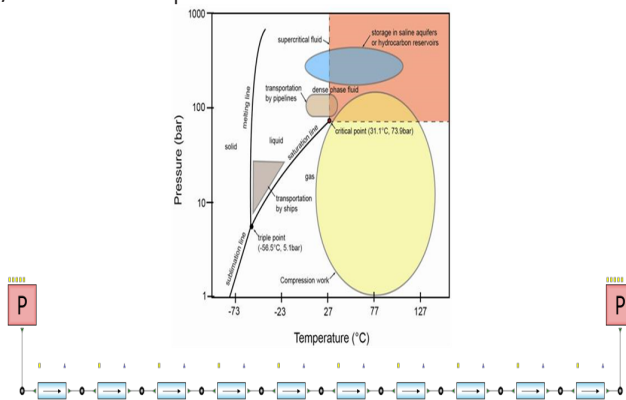 1000
100
10
1
Pressure (bar)
supercritical fluid
storage in saline aquifers
or hydrocarbon reservoirs
transportation
by pipelines
dense phase fluid
melting line
solid
liquid
saturation line
critical point (31.1°C, 73.9bar)
gas
transportation
by ships
sublimation line
triple point
(-56.5°C, 5.1bar)
Compression work
-73
-23
27
77
127
Temperature (°C)
P
P